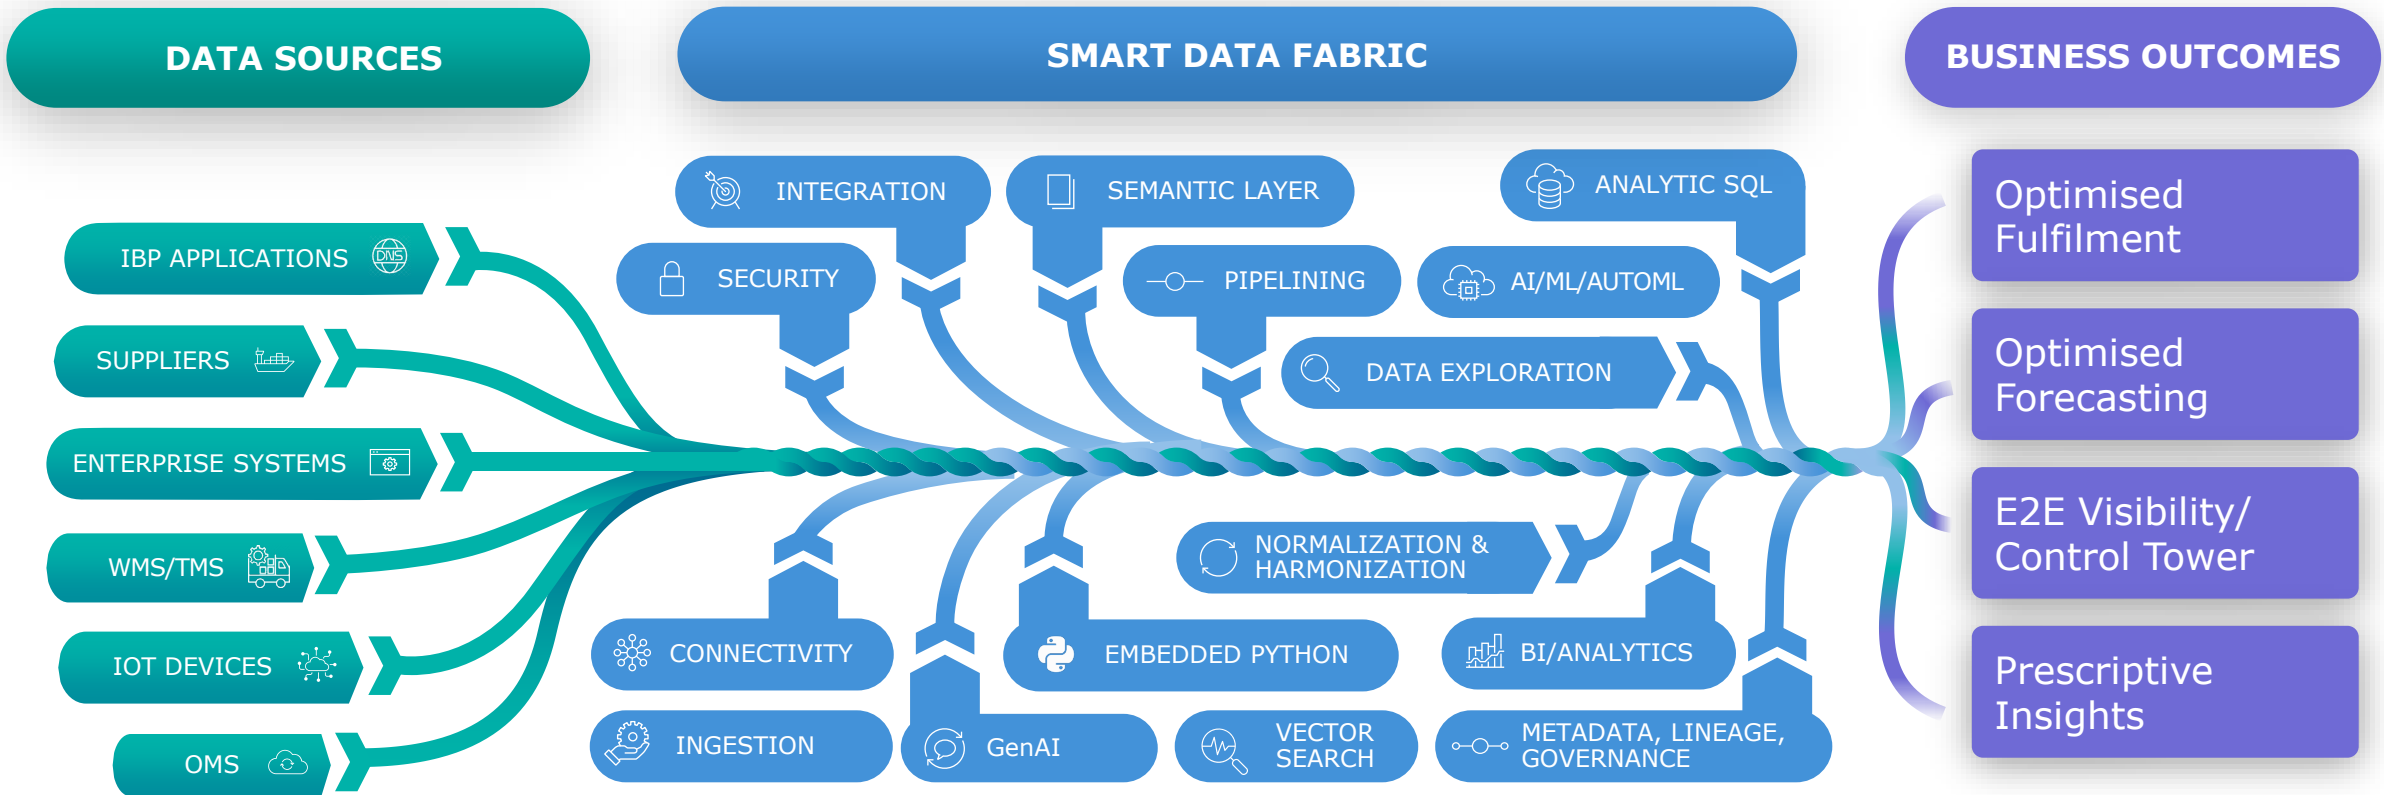 DATA SOURCES
SMART DATA FABRIC
BUSINESS OUTCOMES
IBP APPLICATIONS
DNS
SUPPLIERS
ENTERPRISE SYSTEMS
WMS/TMS
IOT DEVICES
OMS
INTEGRATION
SEMANTIC LAYER
ANALYTIC SQL
SECURITY
PIPELINING
AI/ML/AUTOML
DATA EXPLORATION
NORMALIZATION &
HARMONIZATION
CONNECTIVITY
EMBEDDED PYTHON
BI/ANALYTICS
INGESTION
GenAI
VECTOR
SEARCH
METADATA, LINEAGE,
GOVERNANCE
Optimised
Fulfilment
Optimised
Forecasting
E2E Visibility/
Control Tower
Prescriptive
Insights